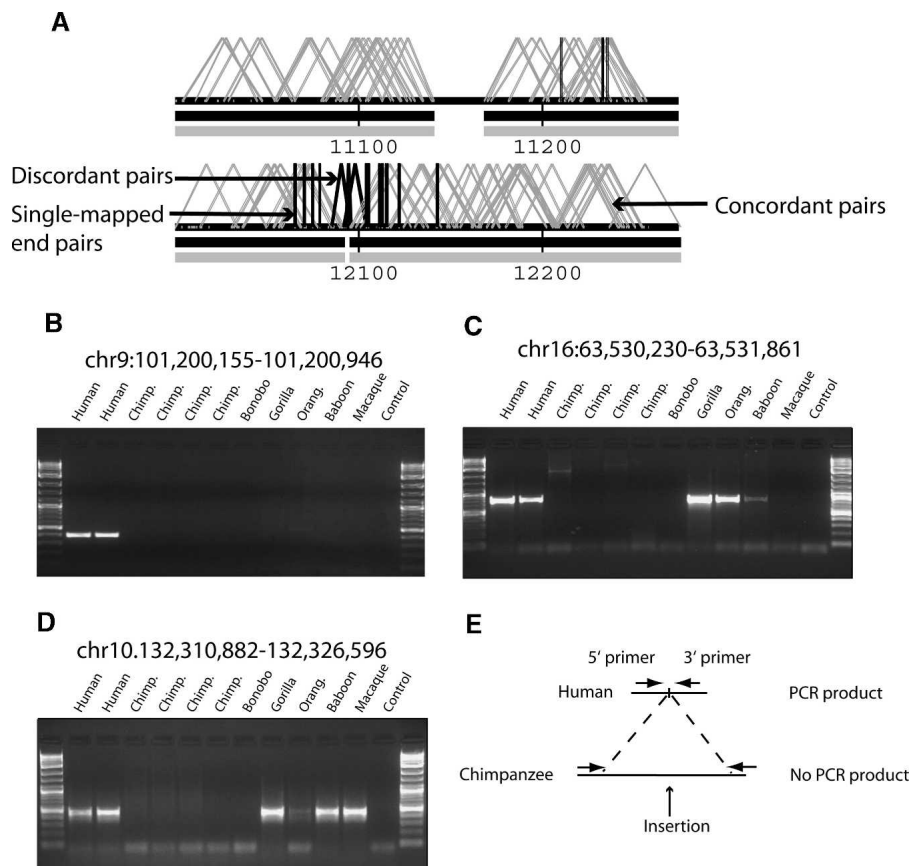 A
11100
11200
Discordant pairs
Single-mapped
end pairs
Concordant pairs
12100
12200
B
chr9:101,200,155-101,200,946
Human Human Chimp. Chimp. Chimp. Chimp. Bonobo Gorilla Orang. Baboon Macaque Control
C
chr16:63,530,230-63,531,861
Human Human Chimp. Chimp. Chimp. Chimp. Bonobo Gorilla Orang. Baboon Macaque Control
D
chr10.132,310,882-132,326,596
Human Human Chimp. Chimp. Chimp. Chimp. Bonobo Gorilla Orang. Baboon Macaque Control
E
5' primer 3' primer
Human PCR product
Chimpanzee No PCR product
Insertion